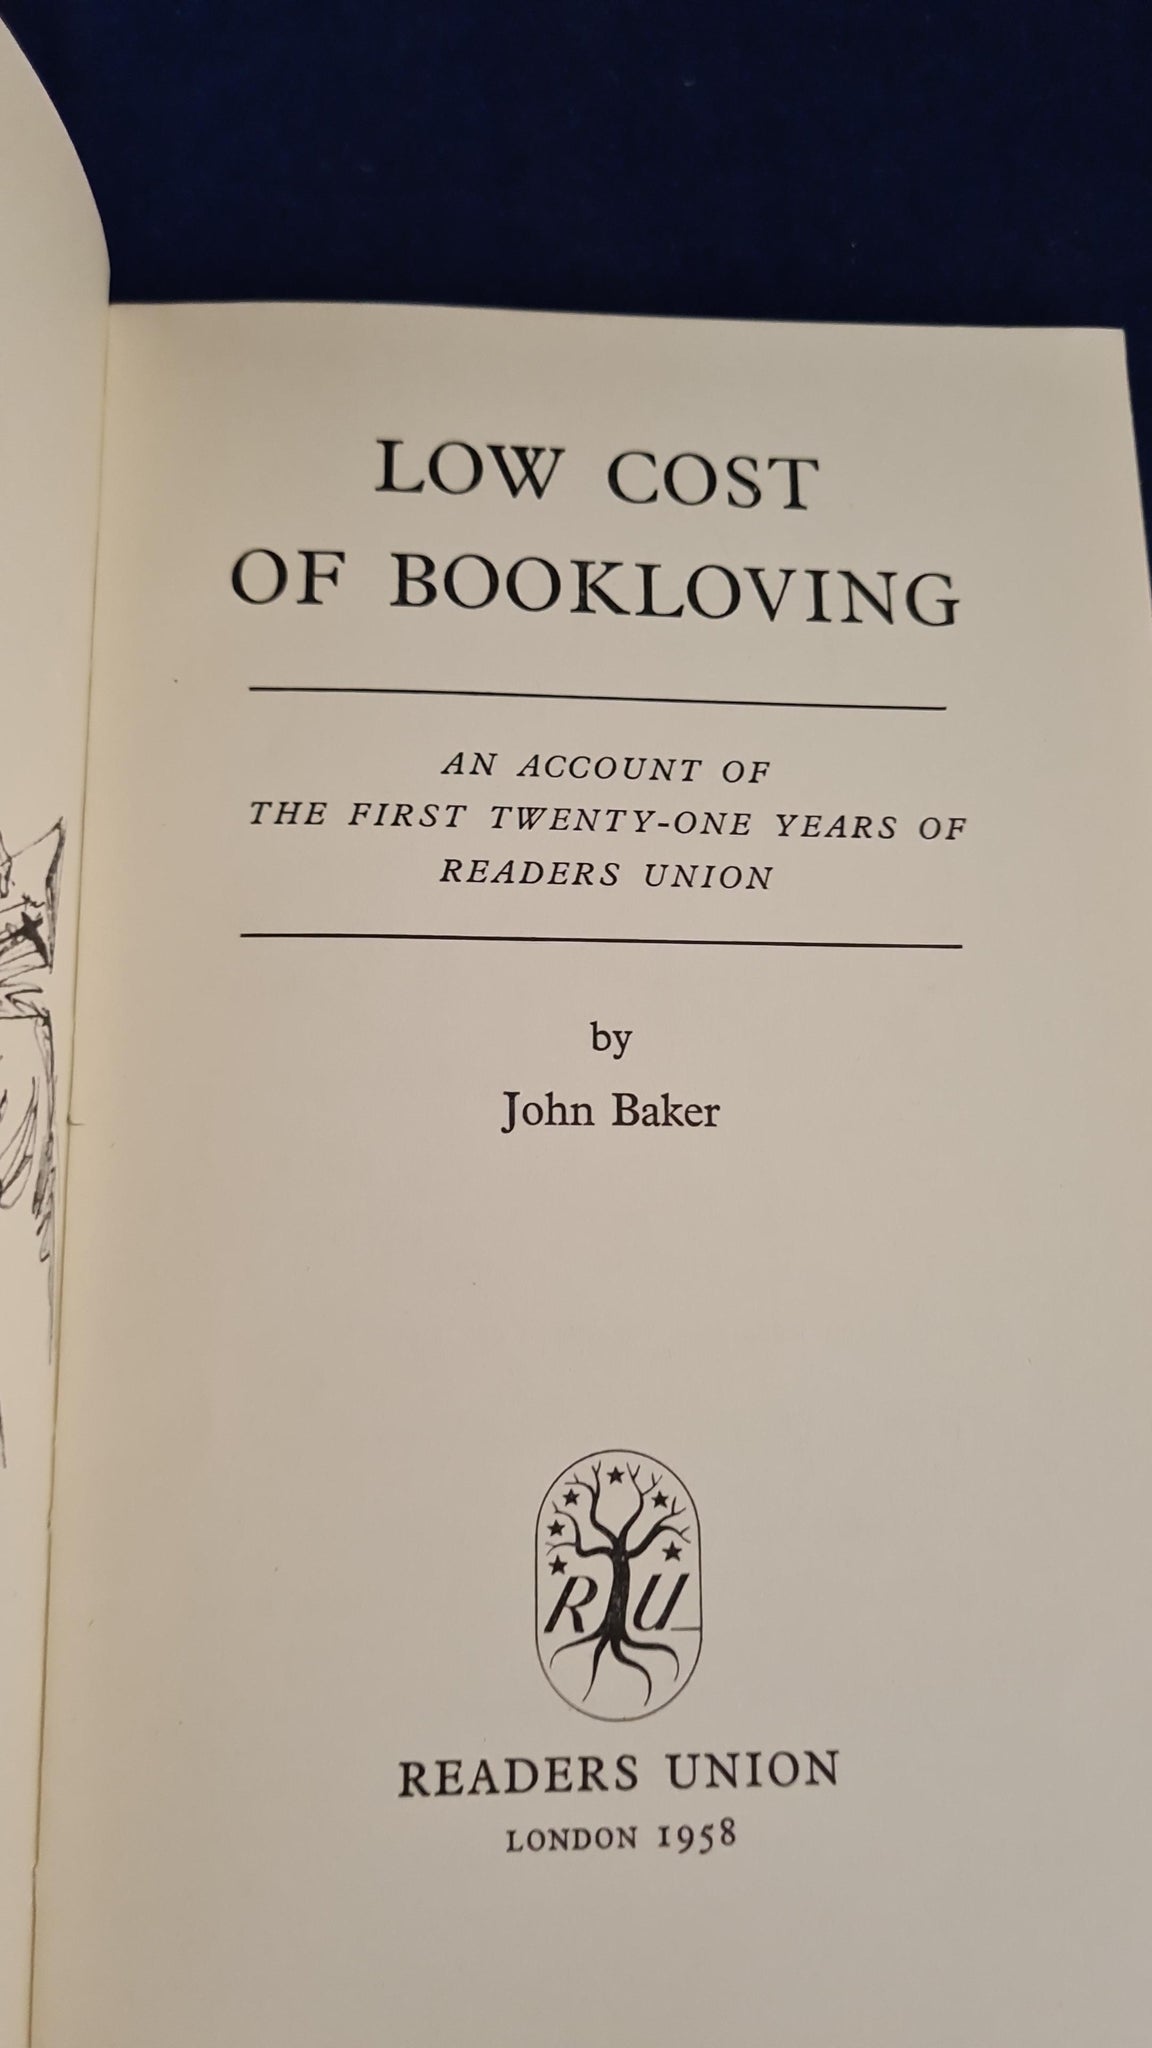 LOW COST
OF BOOKLOVING
AN ACCOUNT OF
THE FIRST TWENTY-ONE YEARS OF
READERS UNION
by
John Baker
R U
READERS UNION
LONDON 1958